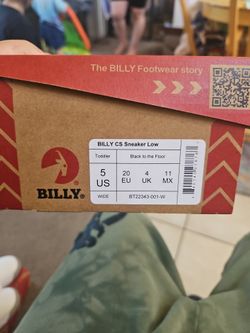 The BILLY Footwear story
BILLY CS Sneaker Low
Toddler
Black to the Floor
5 20 4 11
US EU UK MX
WIDE
BT22343-001-W
BILLY®